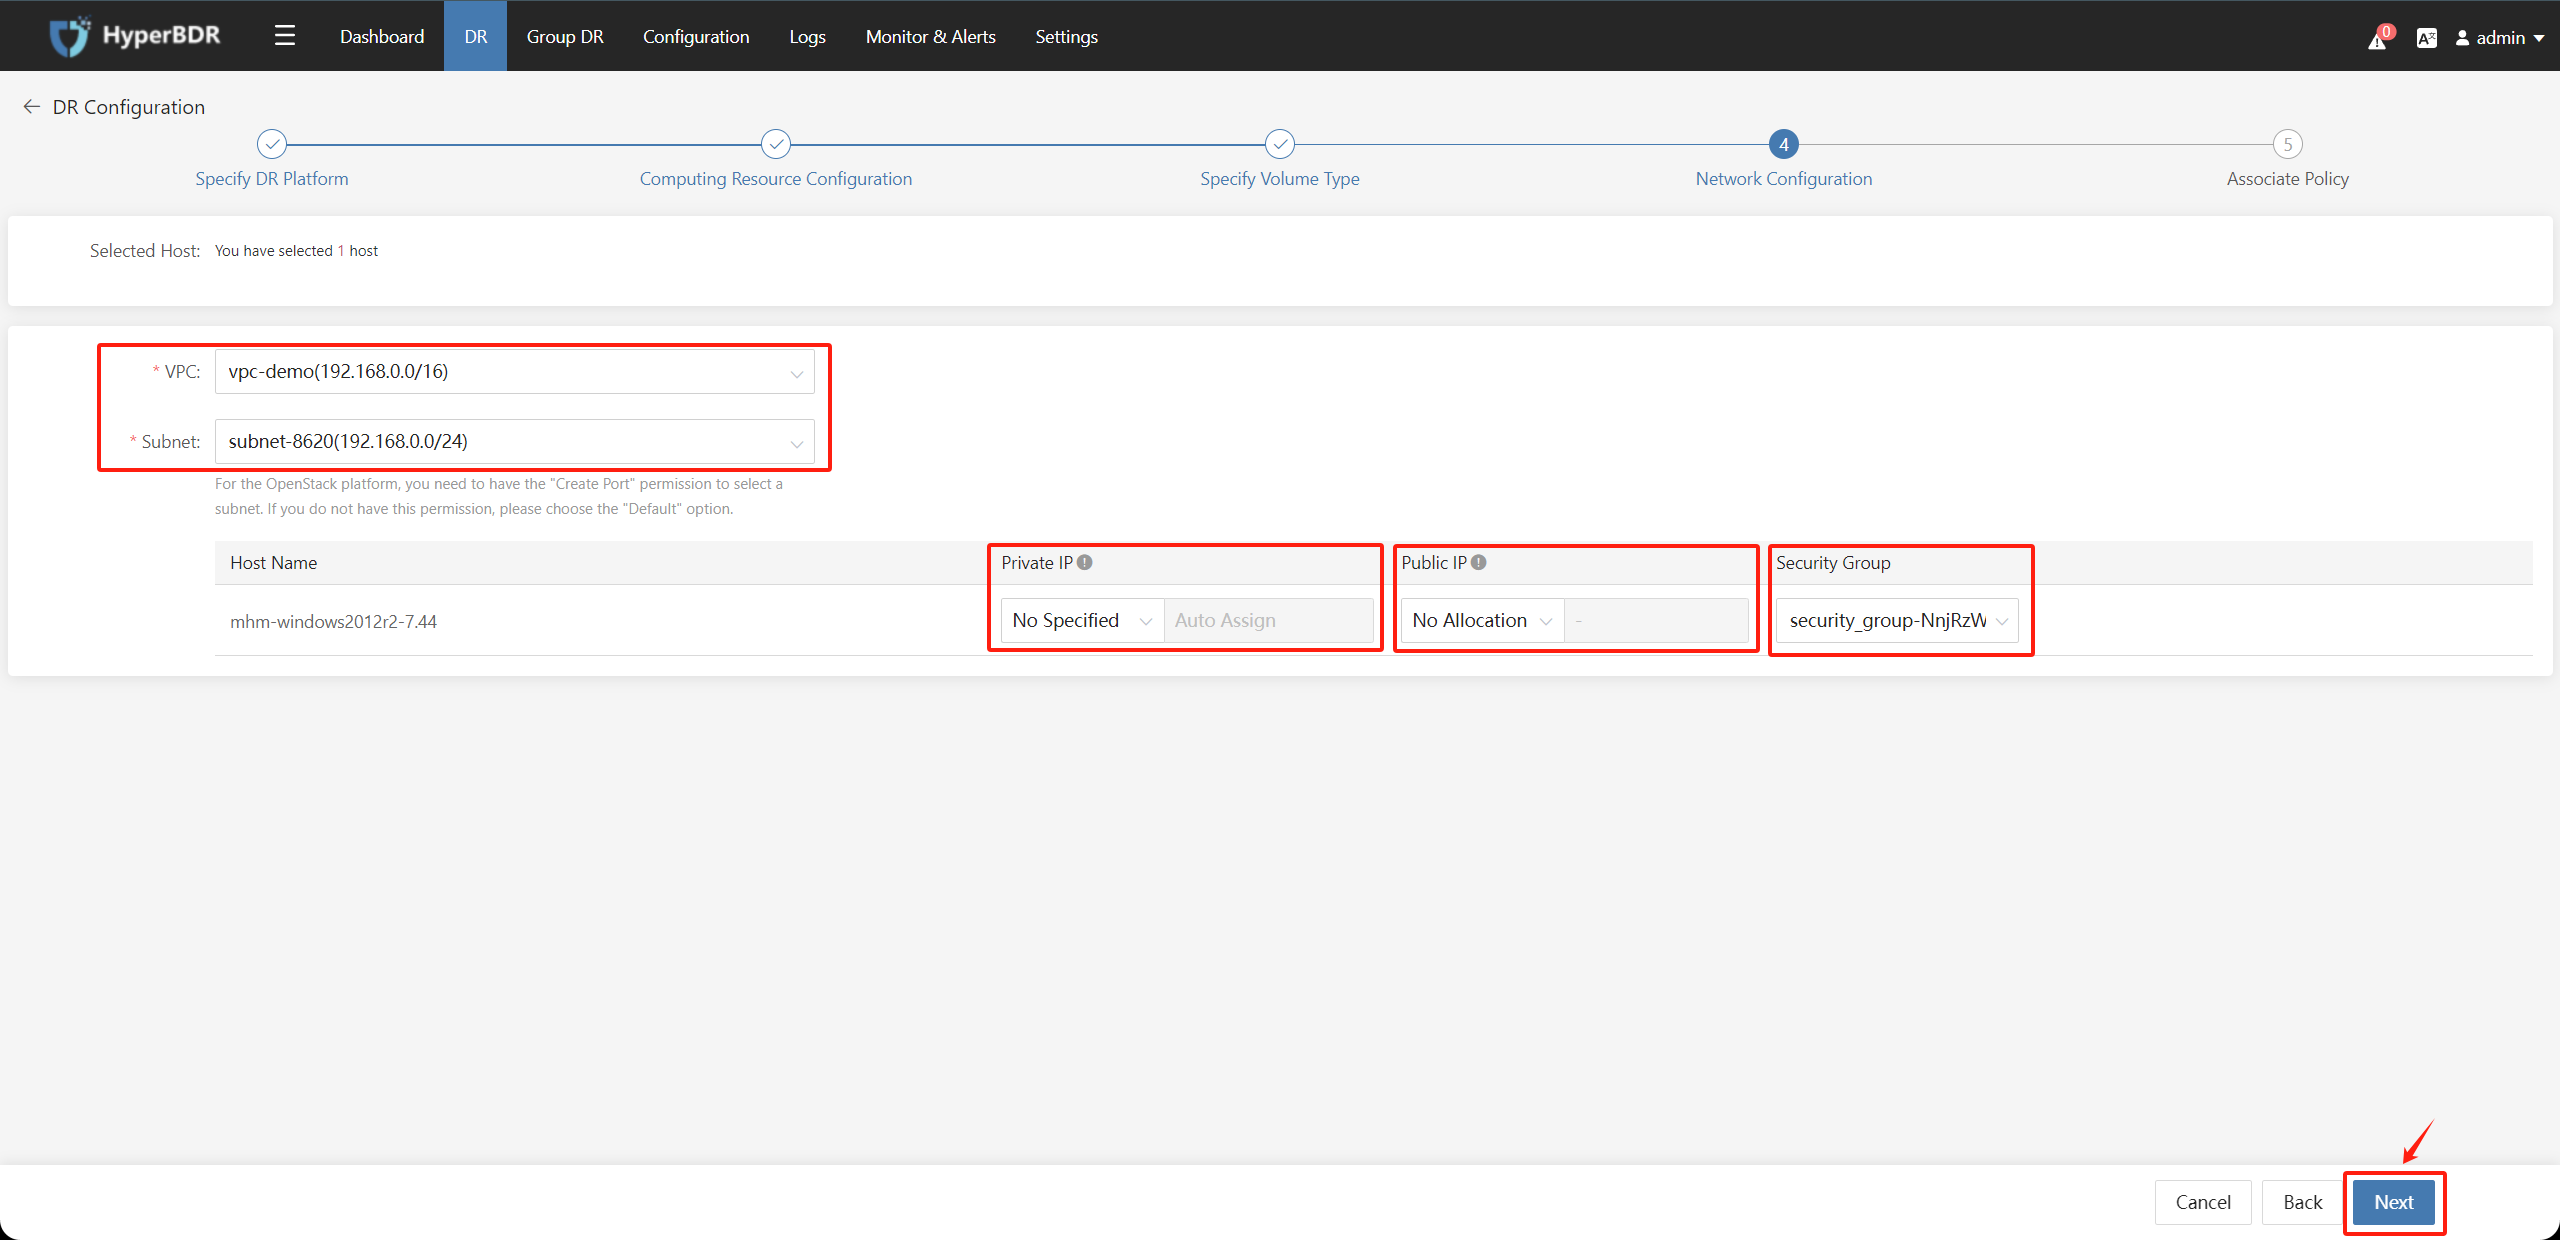 HyperBDR
Dashboard
DR
Group DR
Configuration
Logs
Monitor & Alerts
Settings
0
admin
DR Configuration
4
5
Specify DR Platform
Computing Resource Configuration
Specify Volume Type
Network Configuration
Associate Policy
Selected Host: You have selected 1 host
* VPC: vpc-demo(192.168.0.0/16)
* Subnet: subnet-8620(192.168.0.0/24)
For the OpenStack platform, you need to have the "Create Port" permission to select a
subnet. If you do not have this permission, please choose the "Default" option.
Host Name
Private IP
Public IP
Security Group
mhm-windows2012r2-7.44
No Specified
Auto Assign
No Allocation
-
security_group-NnjRzW
Cancel
Back
Next